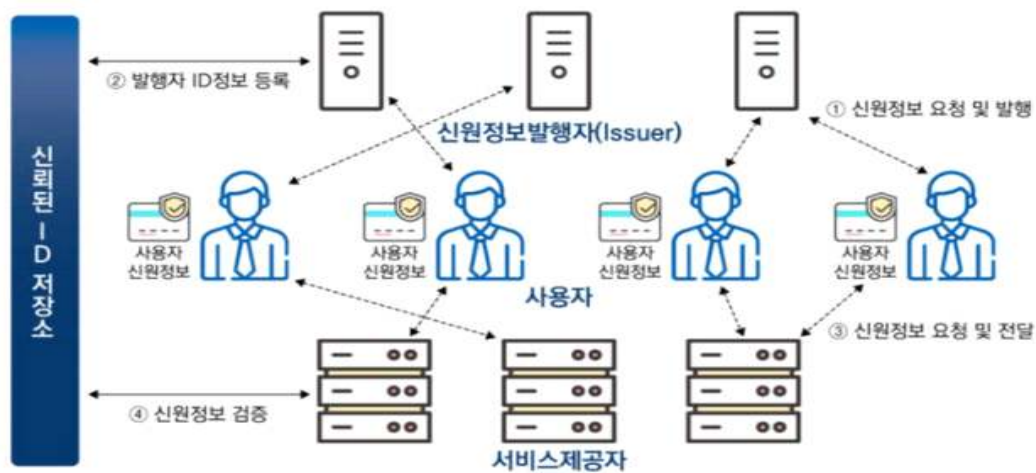 신뢰된 ID 저장소
② 발행자 ID정보 등록
신원정보발행자(Issuer)
① 신원정보 요청 및 발행
사용자
신원정보
사용자
신원정보
사용자
신원정보
사용자
신원정보
사용자
③ 신원정보 요청 및 전달
④ 신원정보 검증
서비스제공자